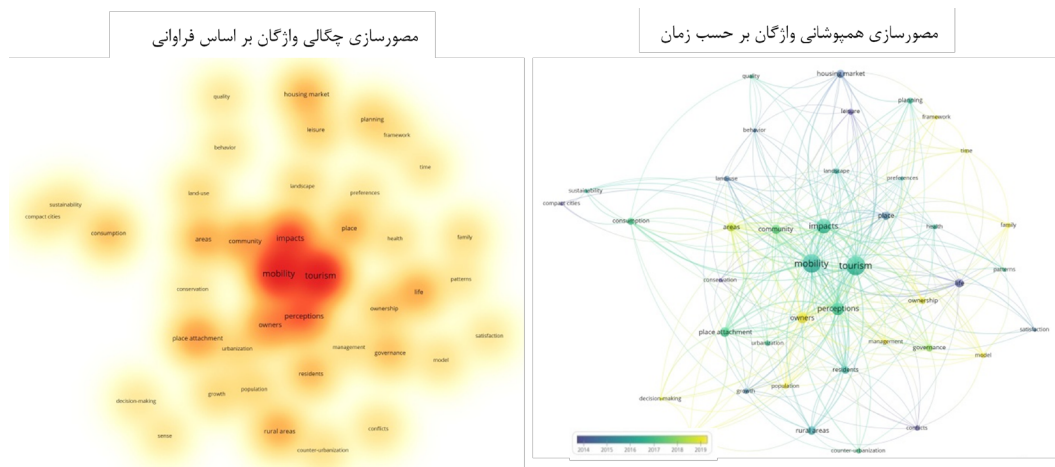 مصورسازی چگالی واژگان بر اساس فراوانی
مصورسازی همپوشانی واژگان بر حسب زمان
quality
housing market
leisure
planning
framework
behavior
time
land-use
landscape
preferences
sustainability
compact cities
consumption
areas
community
impacts
place
health
family
mobility
tourism
patterns
conservation
life
ownership
perceptions
owners
place attachment
urbanization
management
governance
satisfaction
model
residents
growth
population
decision-making
sense
rural areas
conflicts
counter-urbanization
quality
housing market
leisure
planning
framework
behavior
time
land-use
landscape
preferences
sustainability
compact cities
consumption
areas
community
impacts
place
health
family
mobility
tourism
patterns
conservation
life
ownership
perceptions
owners
place attachment
urbanization
management
governance
satisfaction
model
residents
growth
population
decision-making
rural areas
conflicts
counter-urbanization
2014 2015 2016 2017 2018 2019